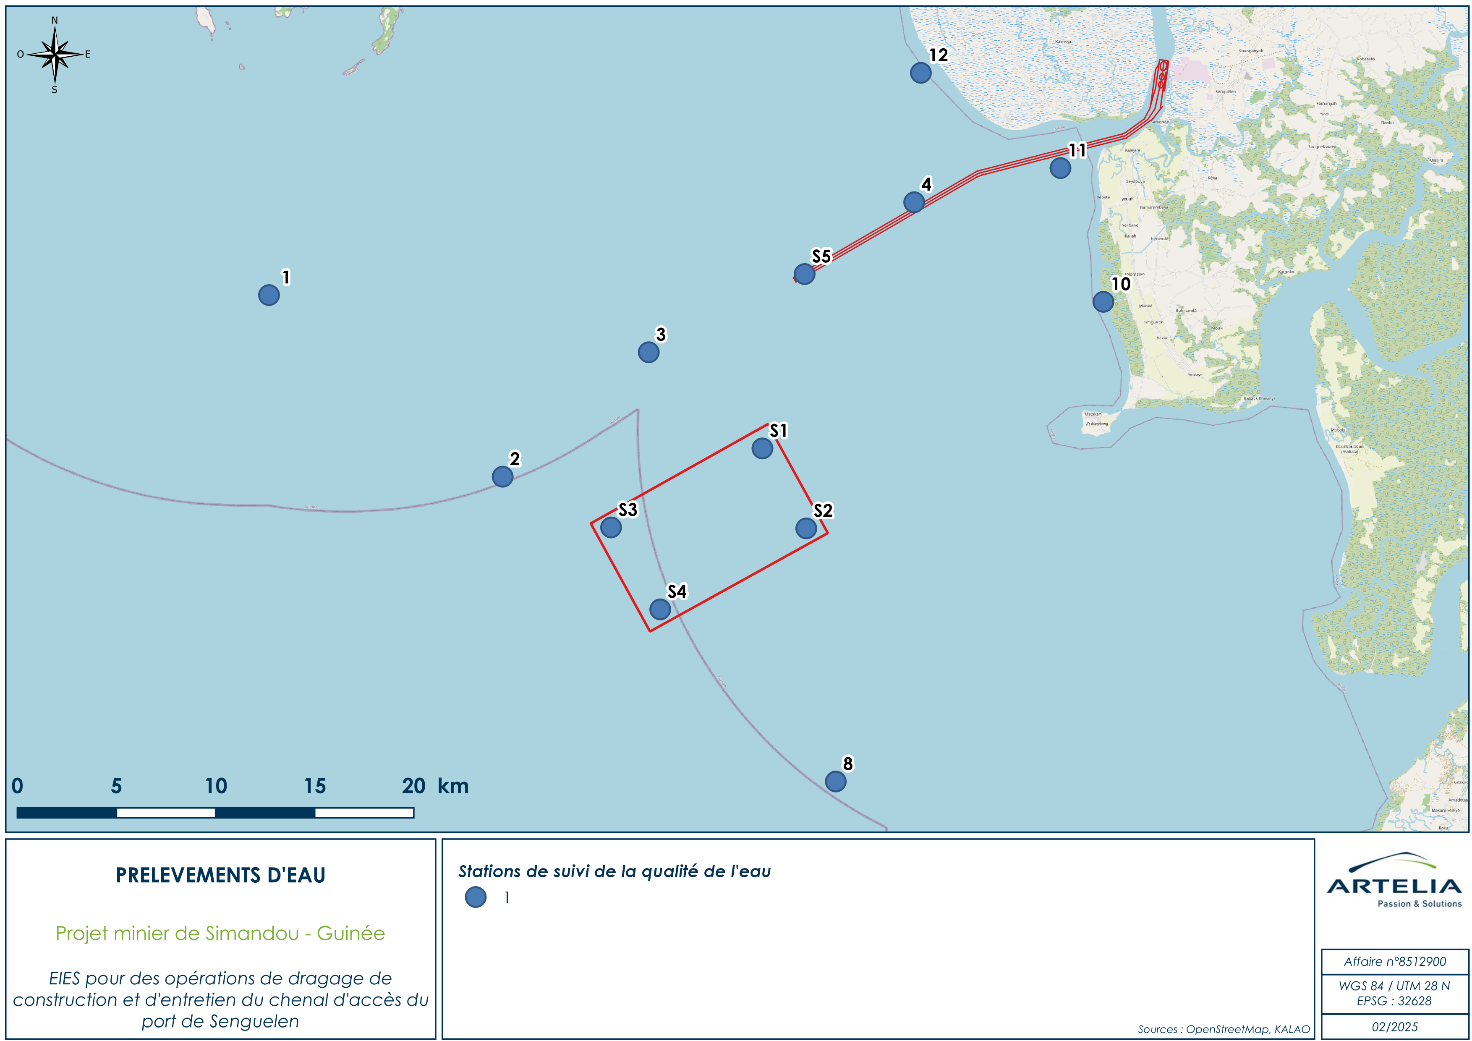 N
O
E
S
12
11
4
S5
1
10
3
S1
2
S3
S2
S4
8
0 5 10 15 20 km
PRELEVEMENTS D'EAU
Projet minier de Simandou - Guinée
EIES pour des opérations de dragage de
construction et d'entretien du chenal d'accès du
port de Senguelen
Stations de suivi de la qualité de l'eau
1
Sources : OpenStreetMap, KALAO
ARTELIA
Passion & Solutions
Affaire n°8512900
WGS 84 / UTM 28 N
EPSG : 32628
02/2025